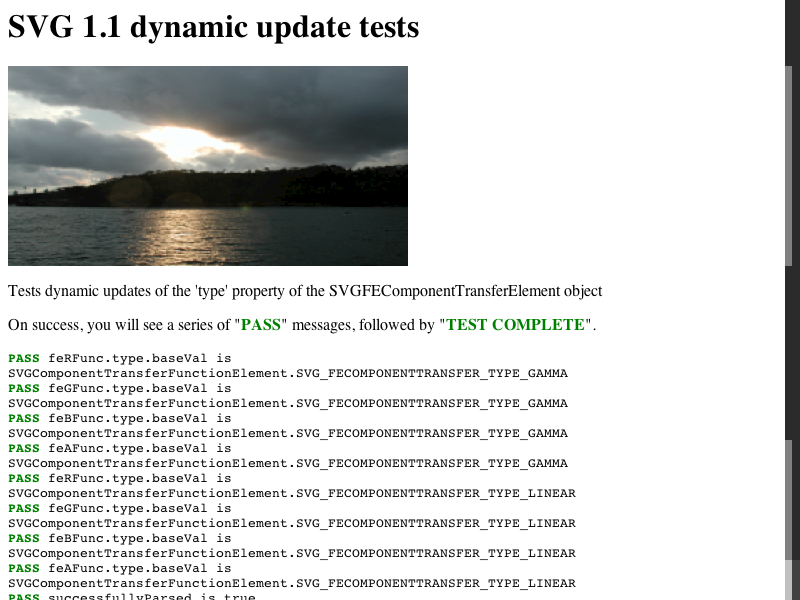 SVG 1.1 dynamic update tests
Tests dynamic updates of the 'type' property of the SVGFEComponentTransferElement object
On success, you will see a series of "PASS" messages, followed by "TEST COMPLETE".
PASS feRFunc.type.baseVal is
SVGComponentTransferFunctionElement.SVG_FECOMPONENTTRANSFER_TYPE_GAMMA
PASS feGFunc.type.baseVal is
SVGComponentTransferFunctionElement.SVG_FECOMPONENTTRANSFER_TYPE_GAMMA
PASS feBFunc.type.baseVal is
SVGComponentTransferFunctionElement.SVG_FECOMPONENTTRANSFER_TYPE_GAMMA
PASS feAFunc.type.baseVal is
SVGComponentTransferFunctionElement.SVG_FECOMPONENTTRANSFER_TYPE_GAMMA
PASS feRFunc.type.baseVal is
SVGComponentTransferFunctionElement.SVG_FECOMPONENTTRANSFER_TYPE_LINEAR
PASS feGFunc.type.baseVal is
SVGComponentTransferFunctionElement.SVG_FECOMPONENTTRANSFER_TYPE_LINEAR
PASS feBFunc.type.baseVal is
SVGComponentTransferFunctionElement.SVG_FECOMPONENTTRANSFER_TYPE_LINEAR
PASS feAFunc.type.baseVal is
SVGComponentTransferFunctionElement.SVG_FECOMPONENTTRANSFER_TYPE_LINEAR
PASS successfullyParsed is true